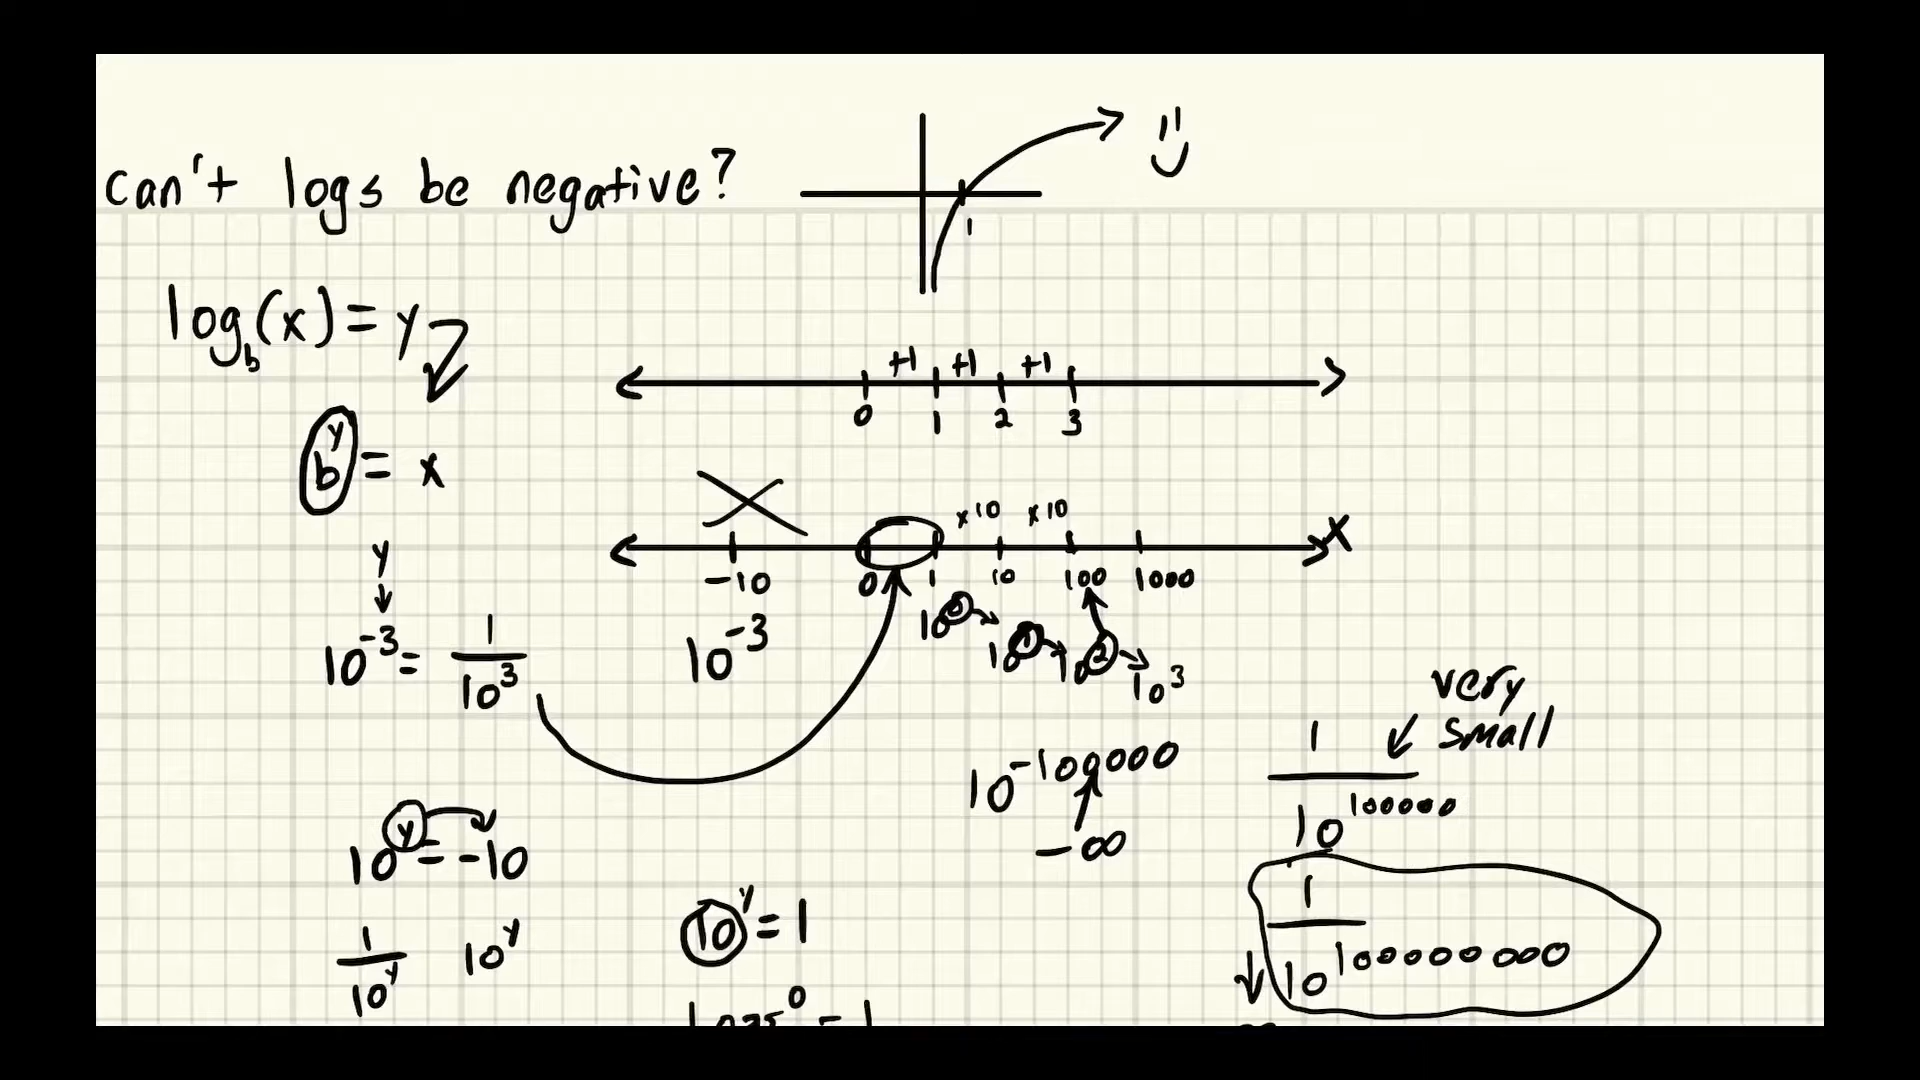 can't logs be negative?
1
log_b(x) = y
+1 +1 +1
0 1 2 3
b^y = x
x10 x10
x
-10 0 1 10 100 1000
y
10^-3 = 1/10^3
10^-3
10^0 10^1 10^2 10^3
very
small
10^-100000
1/10^100000
-∞
10^y = -10
1/10^y 10^y
10^y = 1
1/10^100000000